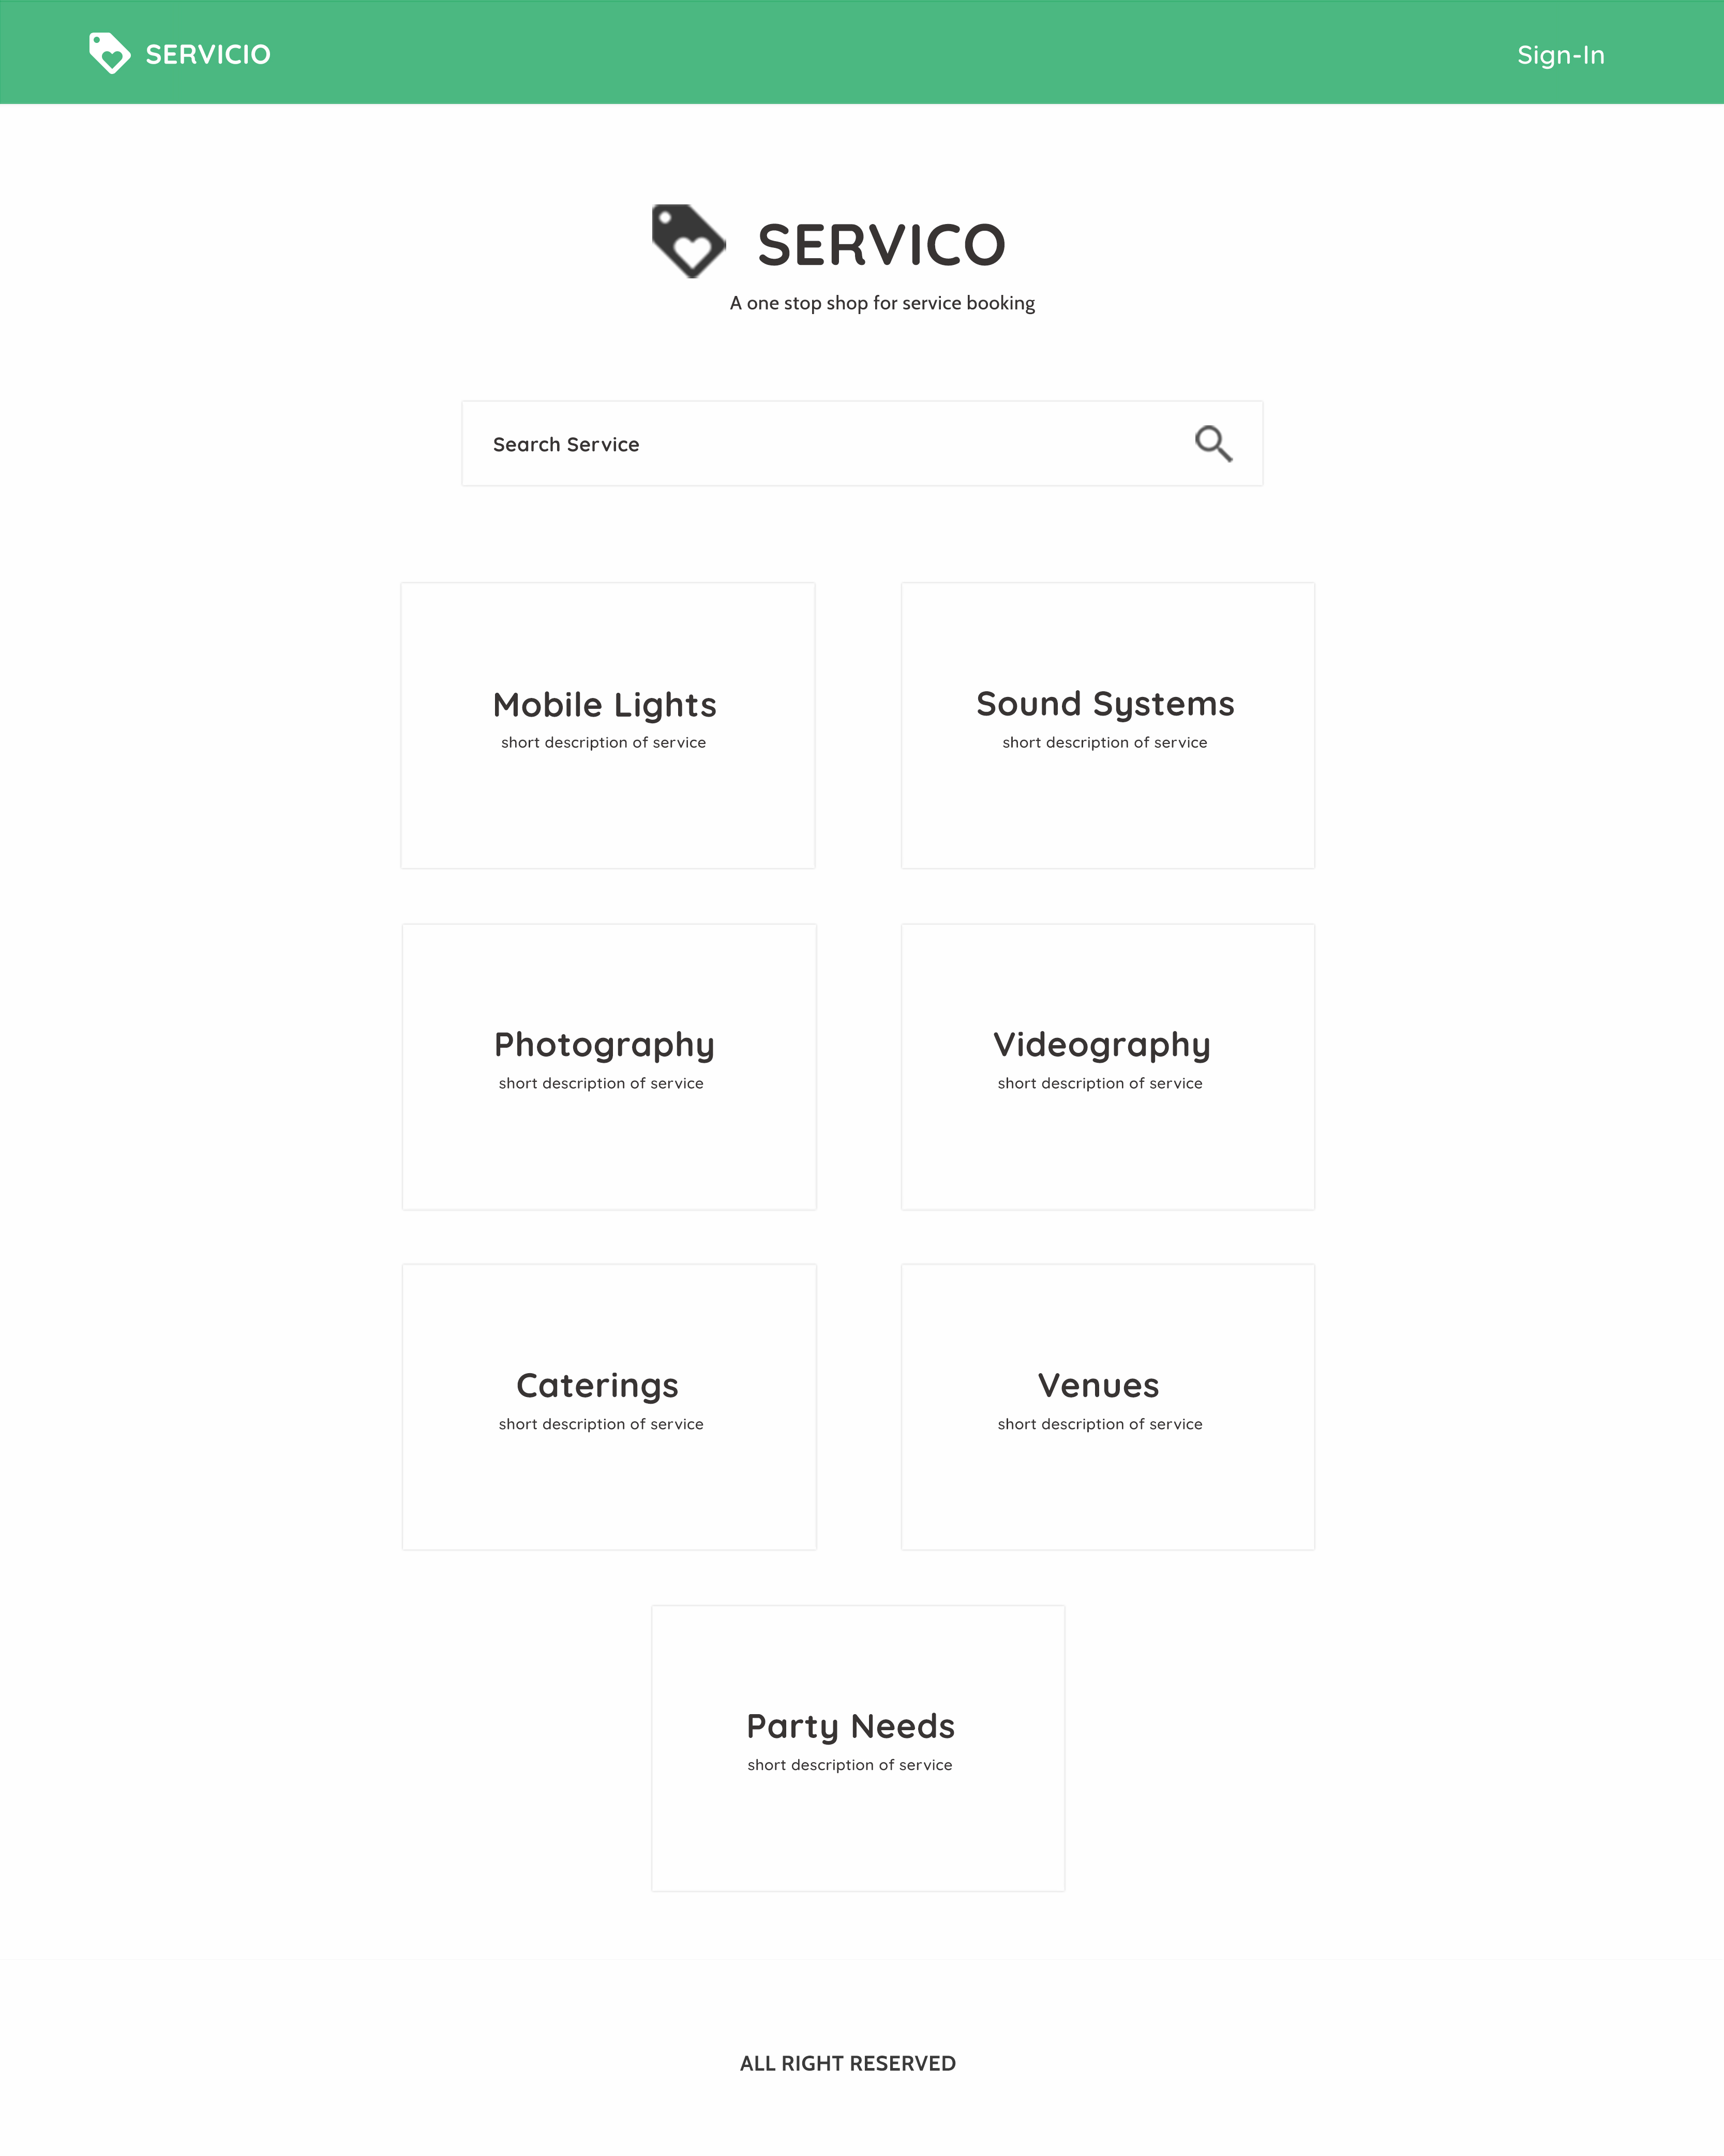 SERVICIO
Sign-In
SERVICO
A one stop shop for service booking
Search Service
Mobile Lights
short description of service
Sound Systems
short description of service
Photography
short description of service
Videography
short description of service
Caterings
short description of service
Venues
short description of service
Party Needs
short description of service
ALL RIGHT RESERVED